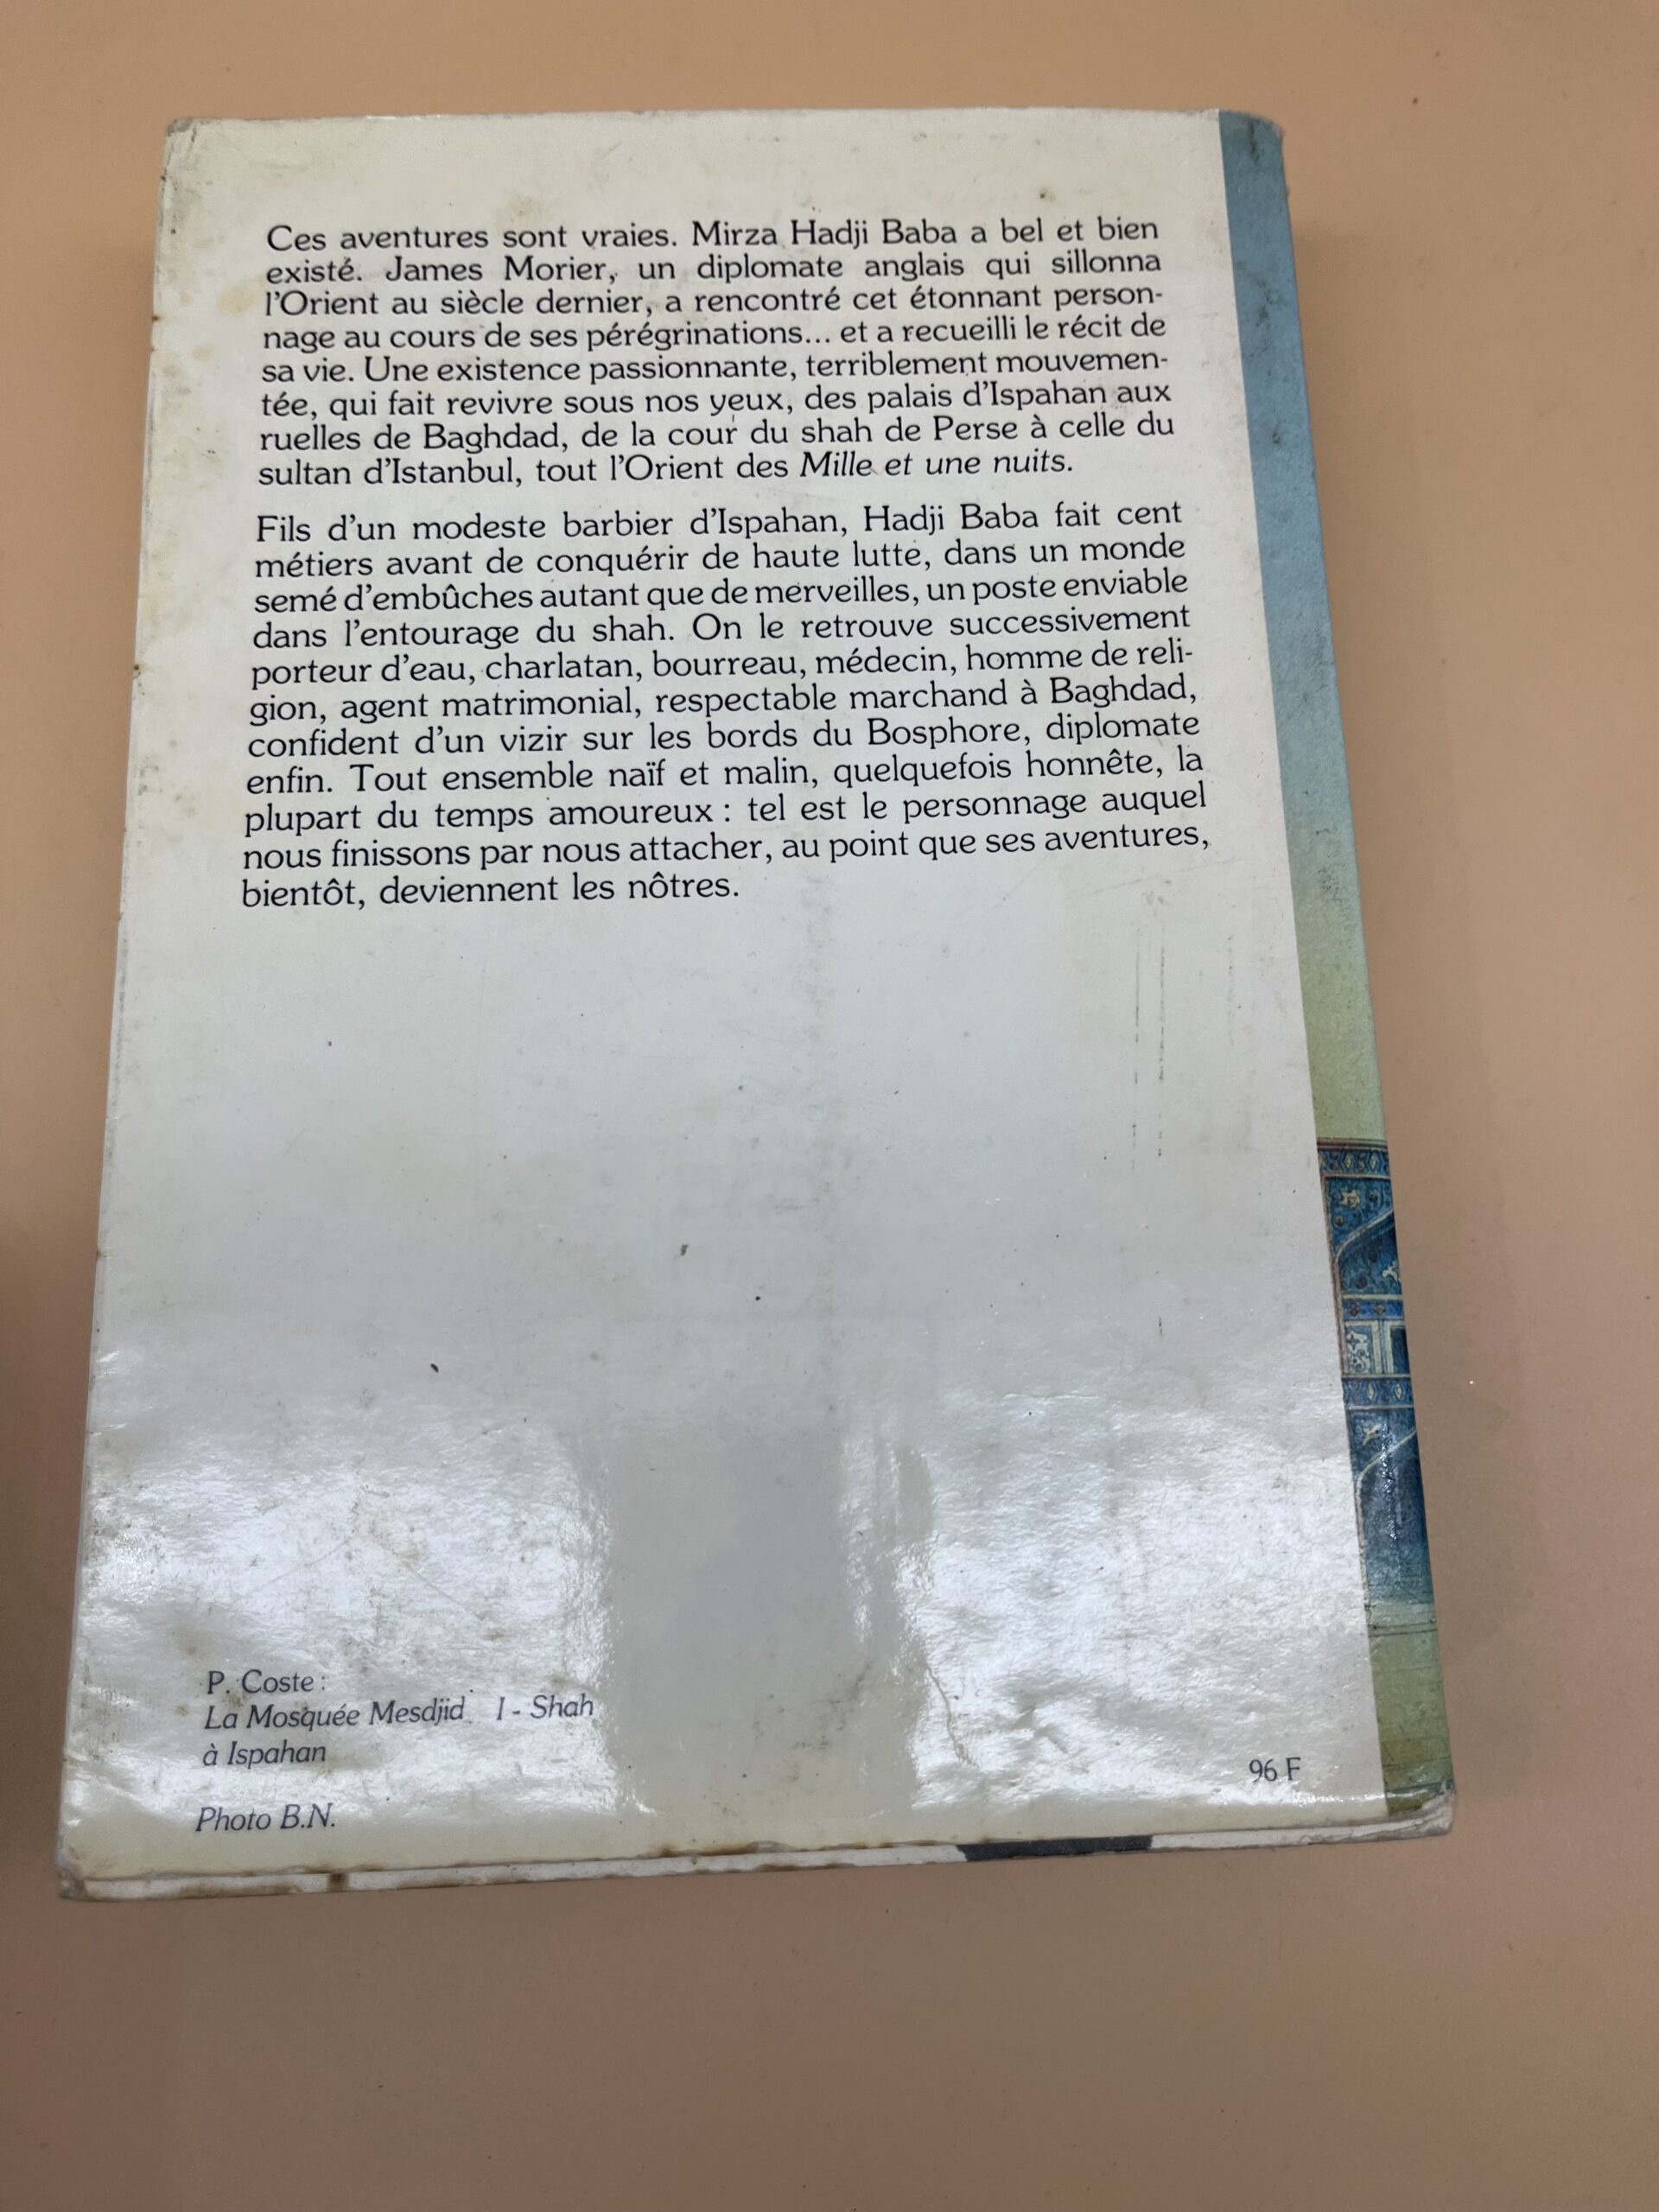 Ces aventures sont vraies. Mirza Hadji Baba a bel et bien
existé. James Morier, un diplomate anglais qui sillonna
l'Orient au siècle dernier, a rencontré cet étonnant person-
nage au cours de ses pérégrinations... et a recueilli le récit de
sa vie. Une existence passionnante, terriblement mouvemen-
tée, qui fait revivre sous nos yeux, des palais d'Ispahan aux
ruelles de Baghdad, de la cour du shah de Perse à celle du
sultan d'Istanbul, tout l'Orient des Mille et une nuits.
Fils d'un modeste barbier d'Ispahan, Hadji Baba fait cent
métiers avant de conquérir de haute lutte, dans un monde
semé d'embûches autant que de merveilles, un poste enviable
dans l'entourage du shah. On le retrouve successivement
porteur d'eau, charlatan, bourreau, médecin, homme de reli-
gion, agent matrimonial, respectable marchand à Baghdad,
confident d'un vizir sur les bords du Bosphore, diplomate
enfin. Tout ensemble naïf et malin, quelquefois honnête, la
plupart du temps amoureux : tel est le personnage auquel
nous finissons par nous attacher, au point que ses aventures,
bientôt, deviennent les nôtres.
P. Coste :
La Mosquée Mesdjid I - Shah
à Ispahan
Photo B.N.
96 F